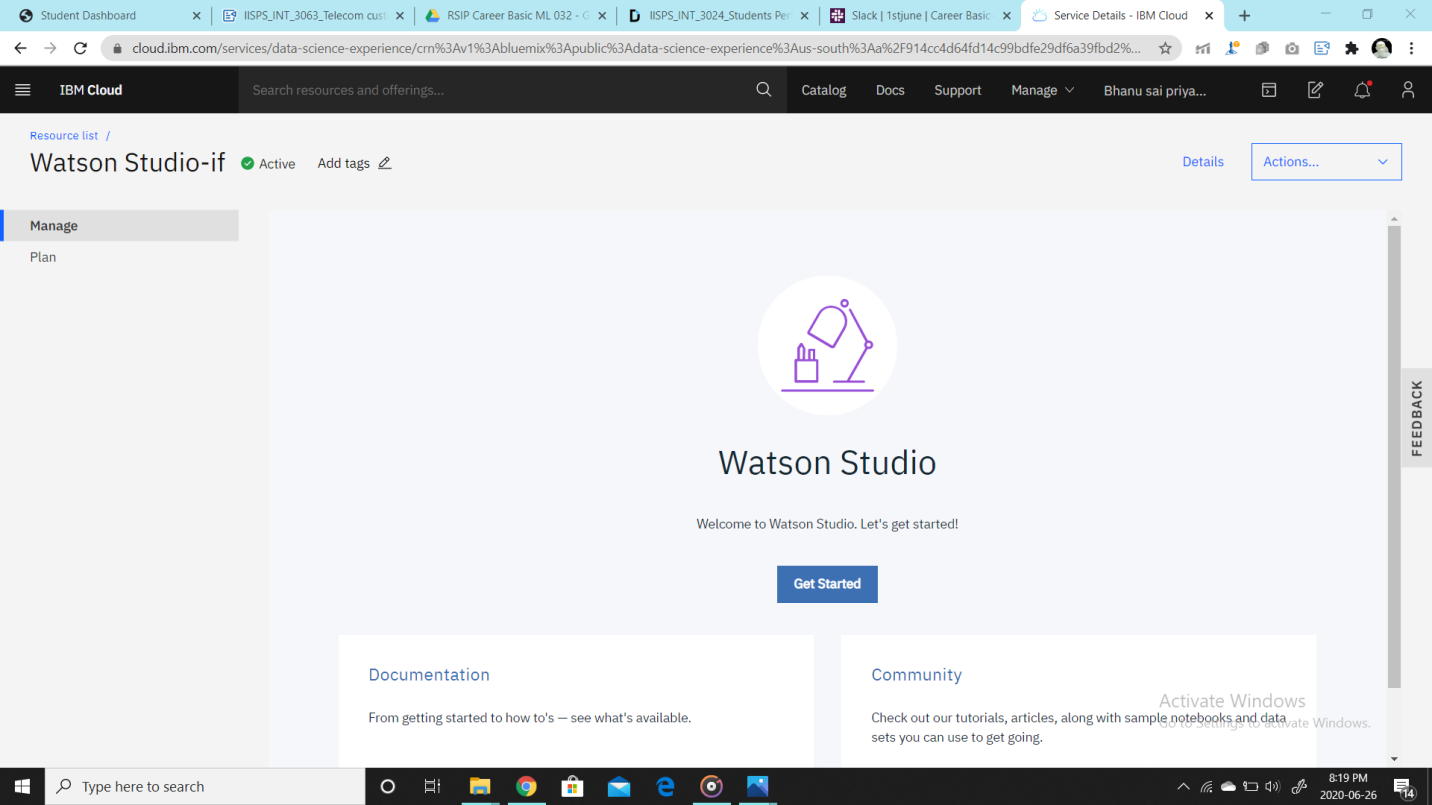 Student Dashboard
IISPS_INT_3063_Telecom cust
RSIP Career Basic ML 032 - G
IISPS_INT_3024_Students Per
Slack | 1stjune | Career Basic
Service Details - IBM Cloud
cloud.ibm.com/services/data-science-experience/crn%3Av1%3Abluemix%3Apublic%3Adata-science-experience%3Aus-south%3Aa%2F914cc4d64fd14c99bdfe29df6a39fbd2%...
IBM Cloud
Search resources and offerings...
Catalog
Docs
Support
Manage
Bhanu sai priya...
Resource list /
Watson Studio-if
Active
Add tags
Details
Actions...
Manage
Plan
FEEDBACK
Watson Studio
Welcome to Watson Studio. Let's get started!
Get Started
Documentation
From getting started to how to's — see what's available.
Community
Check out our tutorials, articles, along with sample notebooks and data
sets you can use to get going.
Activate Windows
Go to Settings to activate Windows.
Type here to search
8:19 PM
2020-06-26
14